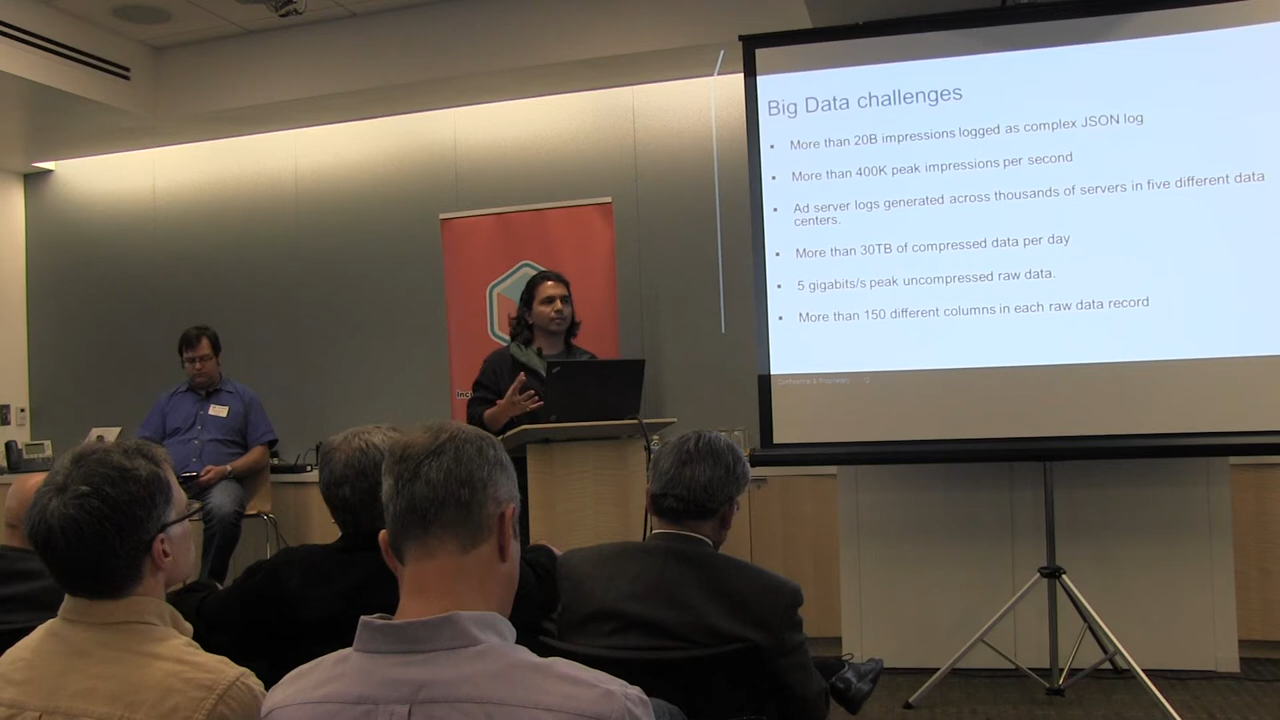 Big Data challenges
More than 20B impressions logged as complex JSON log
More than 400K peak impressions per second
Ad server logs generated across thousands of servers in five different data
centers.
More than 30TB of compressed data per day
5 gigabits/s peak uncompressed raw data.
More than 150 different columns in each raw data record
Confidential & Proprietary